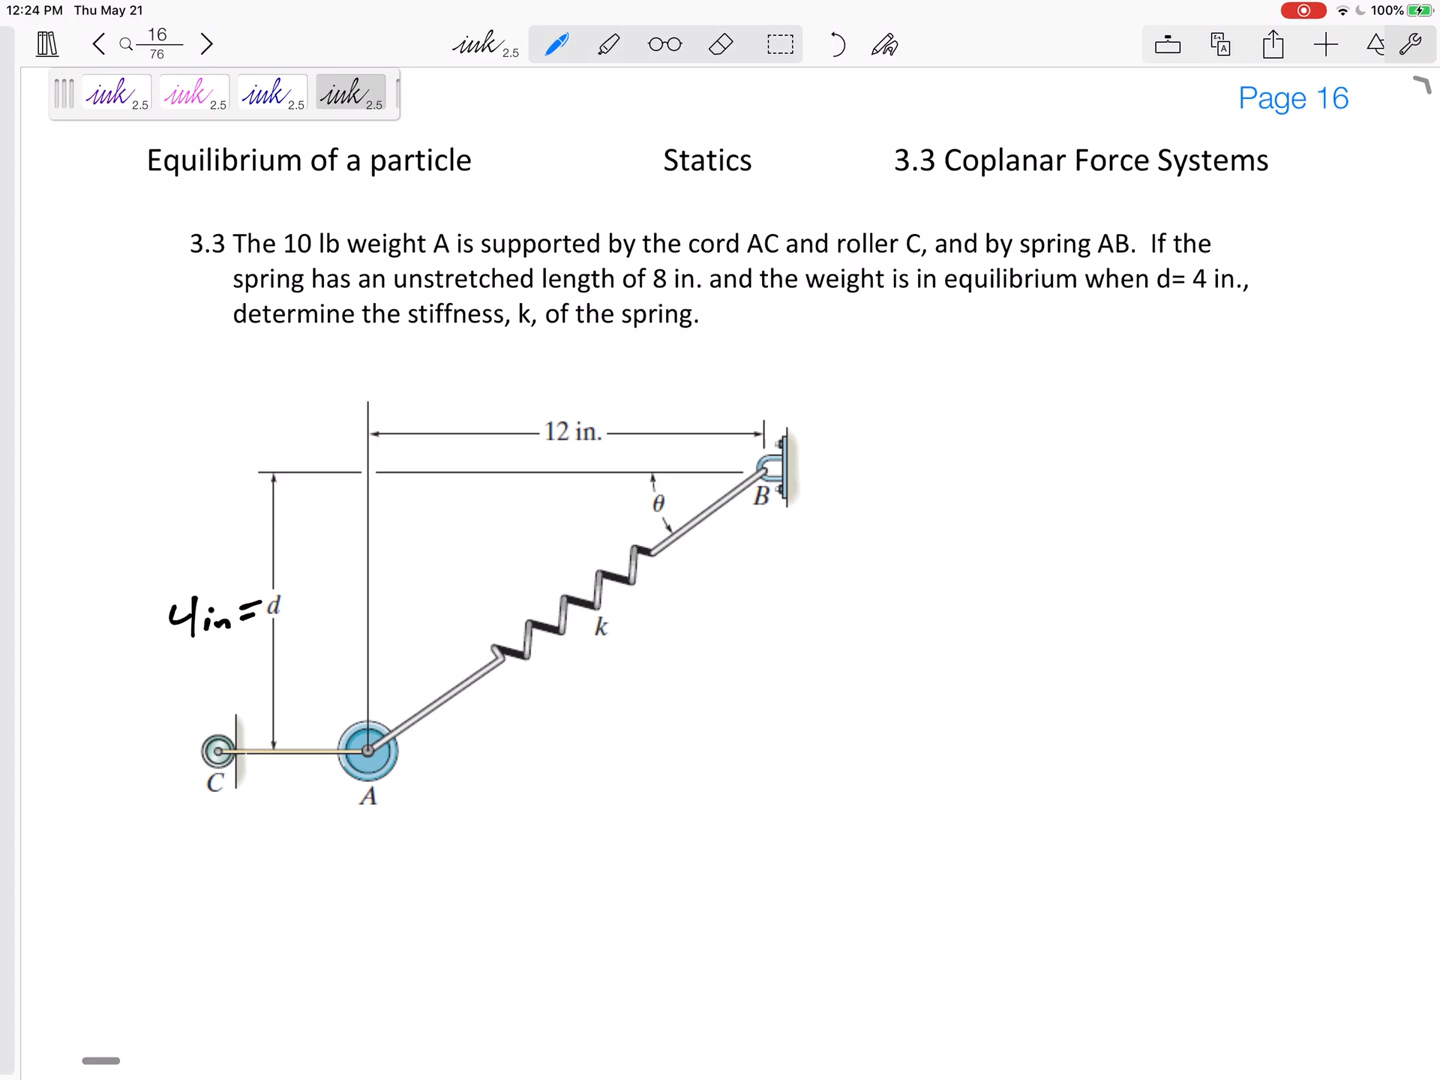 12:24 PM Thu May 21
100%
16
76
ink 2.5
ink 2.5 ink 2.5 ink 2.5 ink 2.5
Page 16
Equilibrium of a particle Statics 3.3 Coplanar Force Systems
3.3 The 10 lb weight A is supported by the cord AC and roller C, and by spring AB. If the
spring has an unstretched length of 8 in. and the weight is in equilibrium when d= 4 in.,
determine the stiffness, k, of the spring.
12 in.
θ
B
4in = d
k
C
A